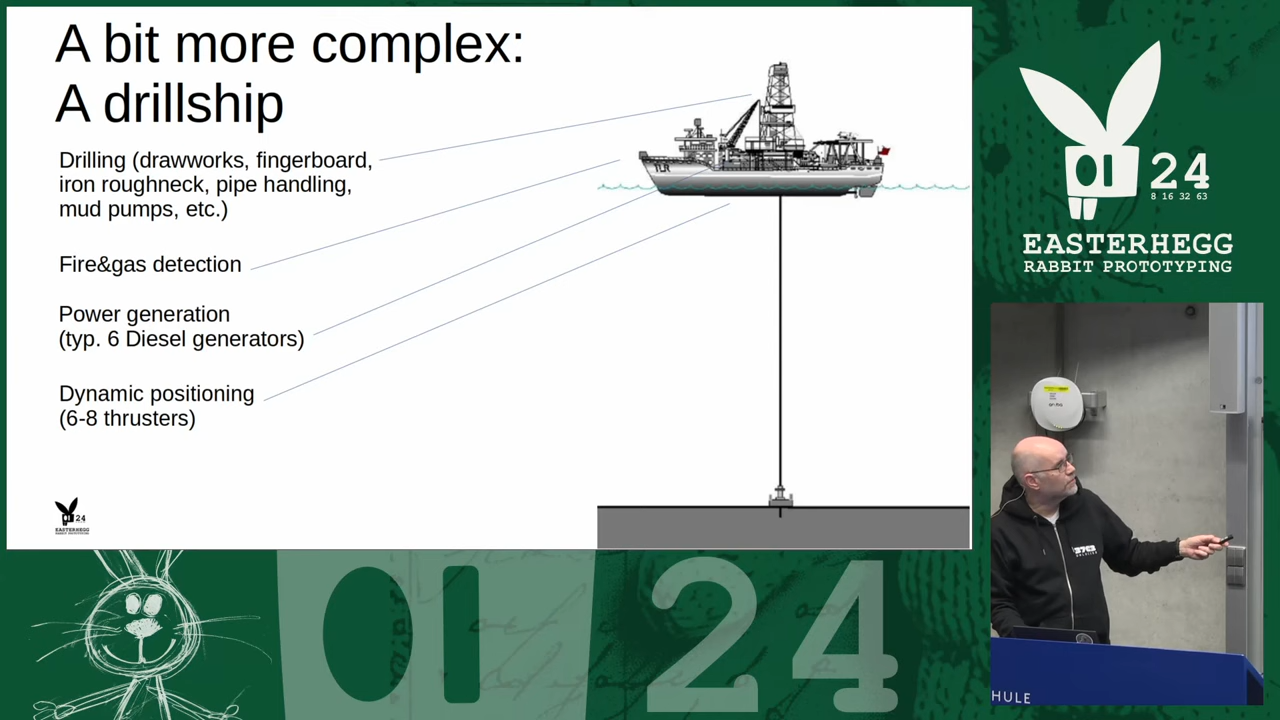 A bit more complex:
A drillship
Drilling (drawworks, fingerboard,
iron roughneck, pipe handling,
mud pumps, etc.)
Fire&gas detection
Power generation
(typ. 6 Diesel generators)
Dynamic positioning
(6-8 thrusters)
TLR
24
EASTERHEGG
RABBIT PROTOTYPING
24
8 16 32 63
EASTERHEGG
RABBIT PROTOTYPING
HULE
24